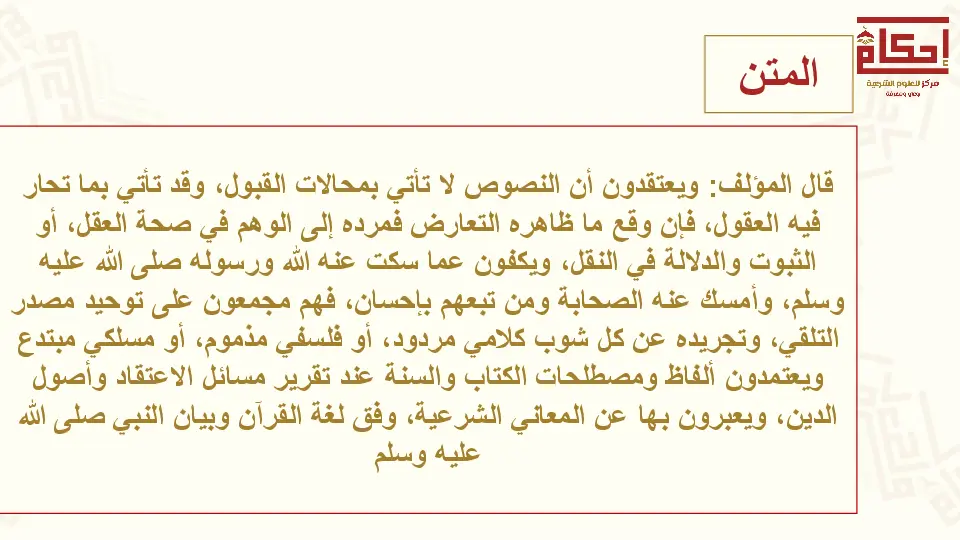 إحكام
مركز للعلوم الشرعية
المتن
قال المؤلف: ويعتقدون أن النصوص لا تأتي بمحالات القبول، وقد تأتي بما تحار
فيه العقول، فإن وقع ما ظاهره التعارض فمرده إلى الوهم في صحة العقل، أو
الثبوت والدلالة في النقل، ويكفون عما سكت عنه الله ورسوله صلى الله عليه
وسلم، وأمسك عنه الصحابة ومن تبعهم بإحسان، فهم مجمعون على توحيد مصدر
التلقي، وتجريده عن كل شوب كلامي مردود، أو فلسفي مذموم، أو مسلكي مبتدع
ويعتمدون ألفاظ ومصطلحات الكتاب والسنة عند تقرير مسائل الاعتقاد وأصول
الدين، ويعبرون بها عن المعاني الشرعية، وفق لغة القرآن وبيان النبي صلى الله
عليه وسلم